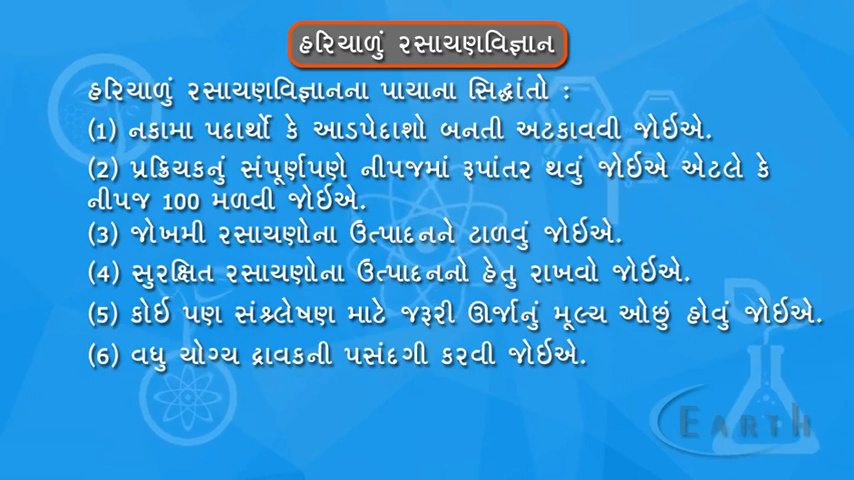 હરિયાળું રસાયણવિજ્ઞાન
હરિયાળું રસાયણવિજ્ઞાનના પાયાના સિદ્ધાંતો :
(1) નકામા પદાર્થો કે આડપેદાશો બનતી અટકાવવી જોઈએ.
(2) પ્રક્રિયકનું સંપૂર્ણપણે નીપજમાં રૂપાંતર થવું જોઈએ એટલે કે
નીપજ 100 મળવી જોઈએ.
(3) જોખમી રસાયણોના ઉત્પાદનને ટાળવું જોઈએ.
(4) સુરક્ષિત રસાયણોના ઉત્પાદનનો હેતુ રાખવો જોઈએ.
(5) કોઈ પણ સંશ્લેષણ માટે જરૂરી ઊર્જાનું મૂલ્ય ઓછું હોવું જોઈએ.
(6) વધુ યોગ્ય દ્રાવકની પસંદગી કરવી જોઈએ.
EARTH